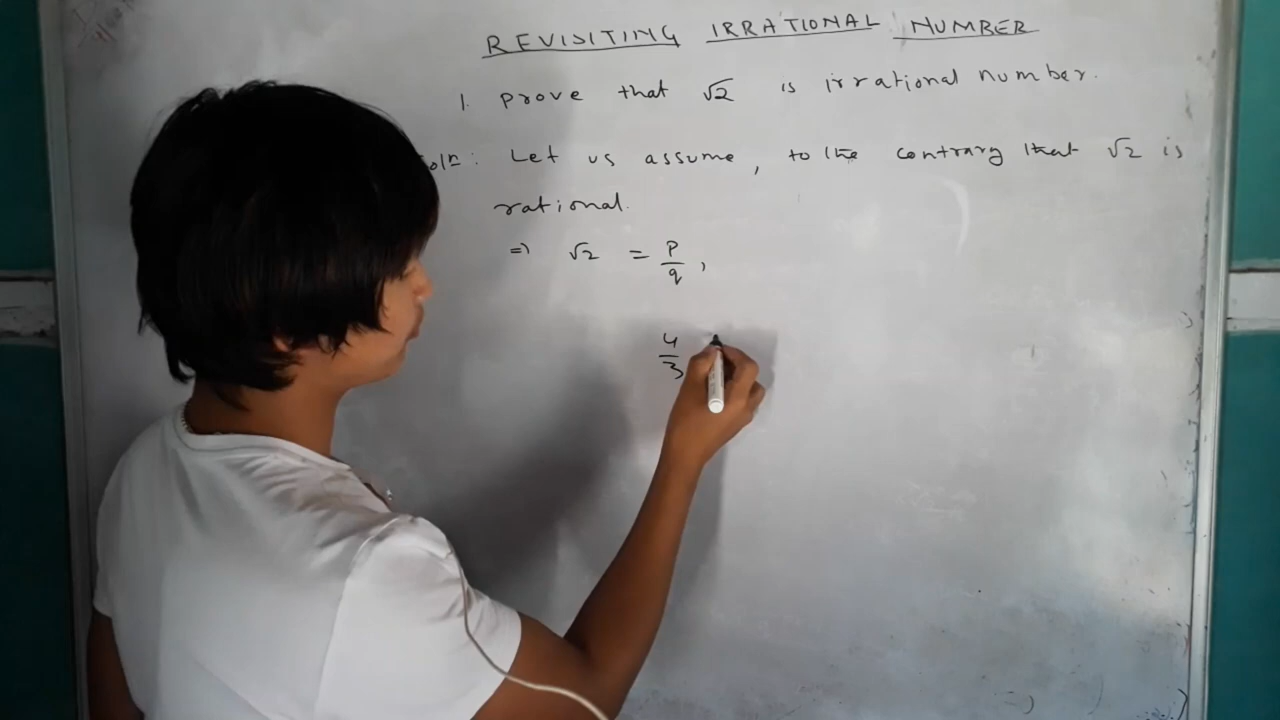 REVISITING IRRATIONAL NUMBER
1. Prove that √2 is irrational number.
Soln: Let us assume, to the contrary that √2 is
rational.
⇒ √2 = p/q,
4/3